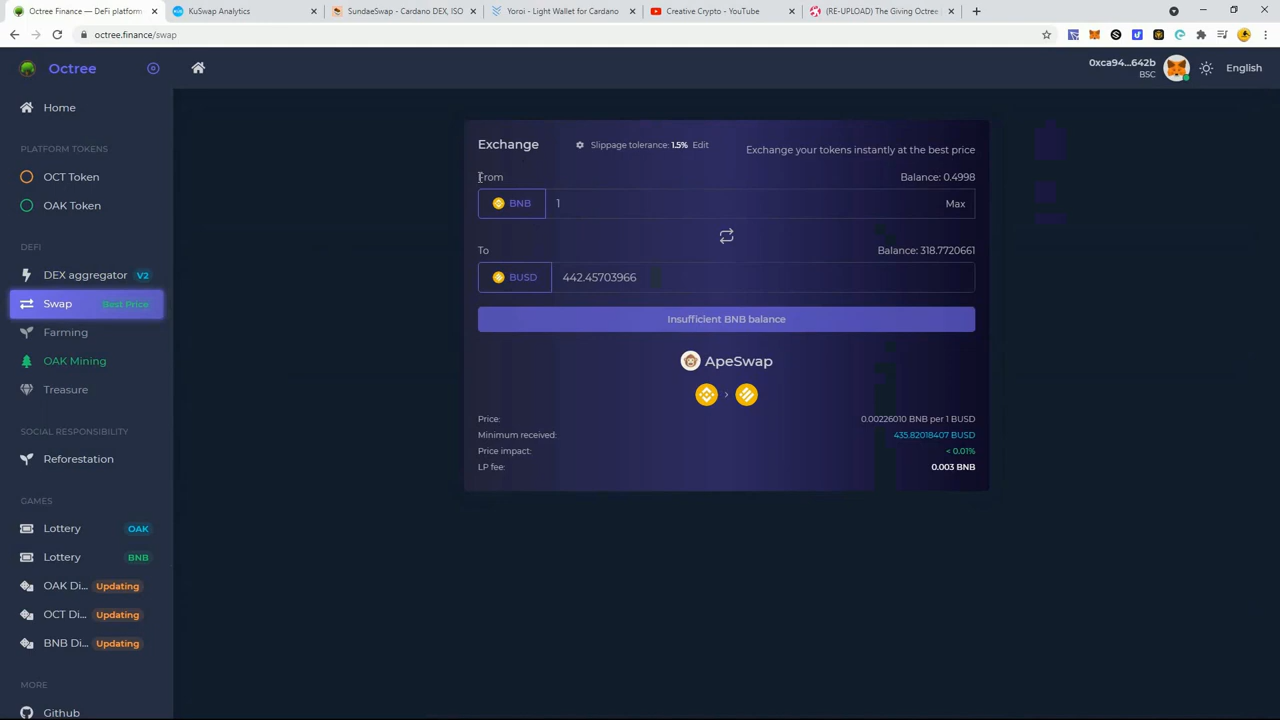 Octree Finance — DeFi platform
KuSwap Analytics
SundaeSwap - Cardano DEX, ISO
Yoroi - Light Wallet for Cardano
Creative Crypto - YouTube
(RE-UPLOAD) The Giving Octree
octree.finance/swap
Octree
0xca94...642b
BSC
English
Home
PLATFORM TOKENS
OCT Token
OAK Token
DEFI
DEX aggregator V2
Swap Best Price
Farming
OAK Mining
Treasure
SOCIAL RESPONSIBILITY
Reforestation
GAMES
Lottery OAK
Lottery BNB
OAK Di... Updating
OCT Di... Updating
BNB Di... Updating
MORE
Github
Exchange
Slippage tolerance: 1.5% Edit
Exchange your tokens instantly at the best price
From
Balance: 0.4998
BNB 1 Max
To
Balance: 318.7720661
BUSD 442.45703966
Insufficient BNB balance
ApeSwap
Price: 0.00226010 BNB per 1 BUSD
Minimum received: 435.82018407 BUSD
Price impact: < 0.01%
LP fee: 0.003 BNB